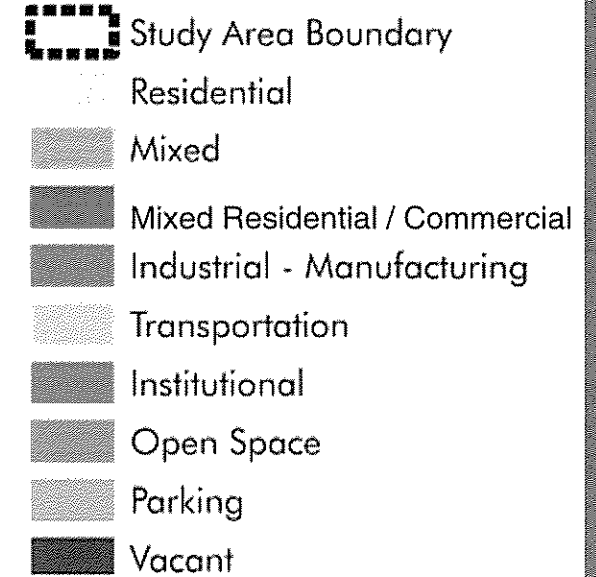 Study Area Boundary
Residential
Mixed
Mixed Residential / Commercial
Industrial - Manufacturing
Transportation
Institutional
Open Space
Parking
Vacant